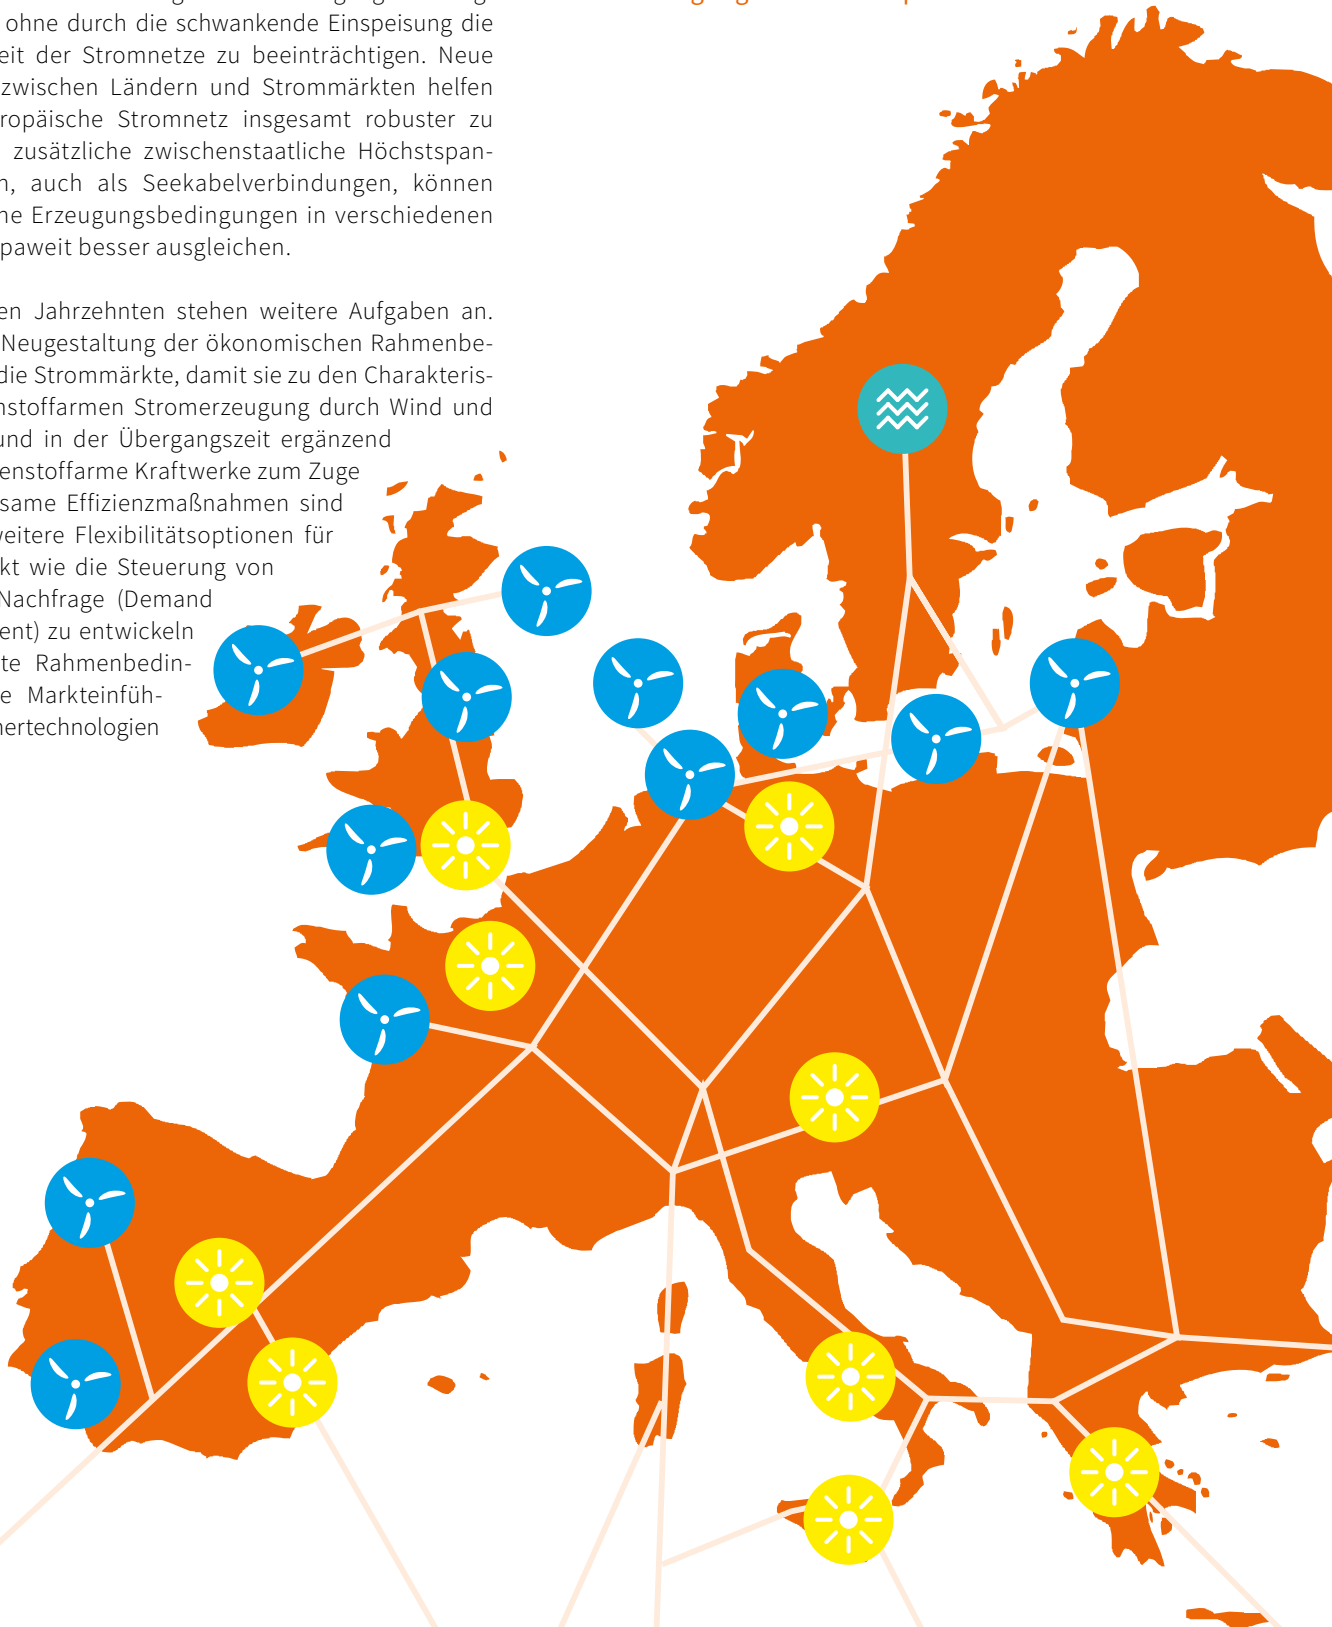 ohne durch die schwankende Einspeisung die
eit der Stromnetze zu beeinträchtigen. Neue
zwischen Ländern und Strommärkten helfen
ropäische Stromnetz insgesamt robuster zu
zusätzliche zwischenstaatliche Höchstspan-
n, auch als Seekabelverbindungen, können
he Erzeugungsbedingungen in verschiedenen
paweit besser ausgleichen.
en Jahrzehnten stehen weitere Aufgaben an.
Neugestaltung der ökonomischen Rahmenbe-
die Strommärkte, damit sie zu den Charakteris-
nstoffarmen Stromerzeugung durch Wind und
und in der Übergangszeit ergänzend
enstoffarme Kraftwerke zum Zuge
same Effizienzmaßnahmen sind
weitere Flexibilitätsoptionen für
kt wie die Steuerung von
Nachfrage (Demand
ent) zu entwickeln
te Rahmenbedin-
e Markteinfüh-
hertechnologien